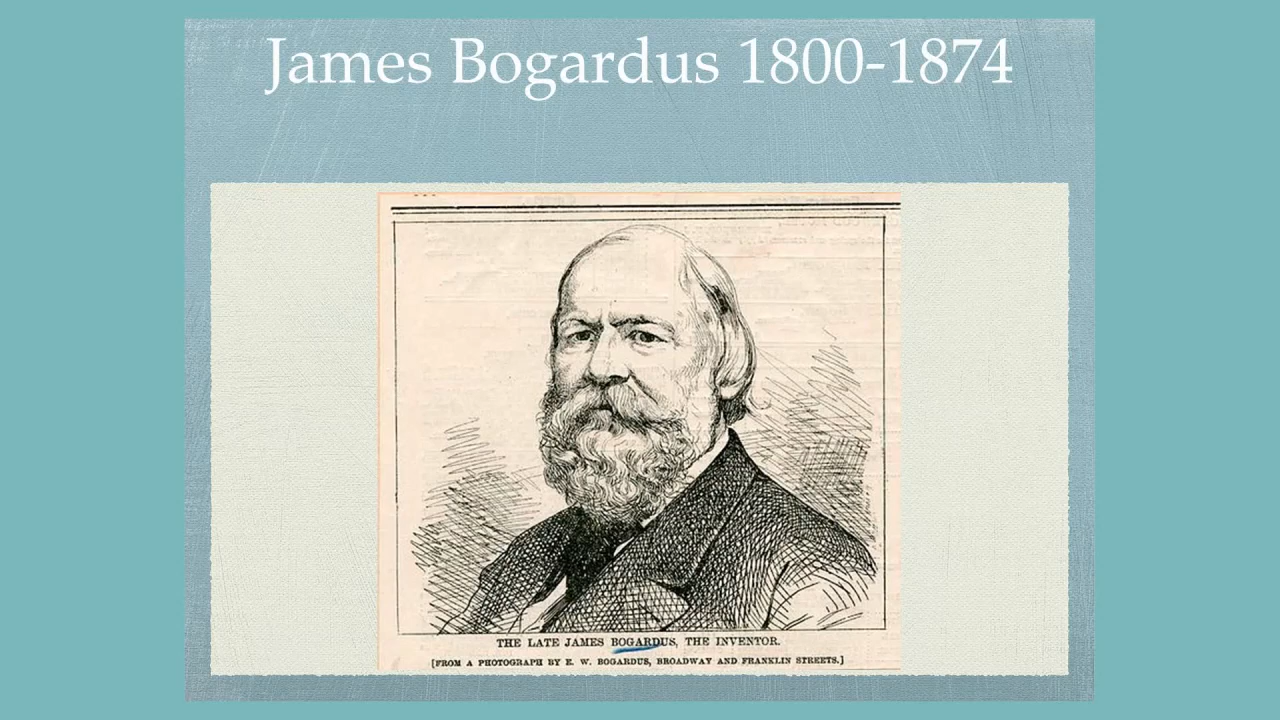 James Bogardus 1800-1874
THE LATE JAMES BOGARDUS, THE INVENTOR.
[FROM A PHOTOGRAPH BY E. W. BOGARDUS, BROADWAY AND FRANKLIN STREETS.]